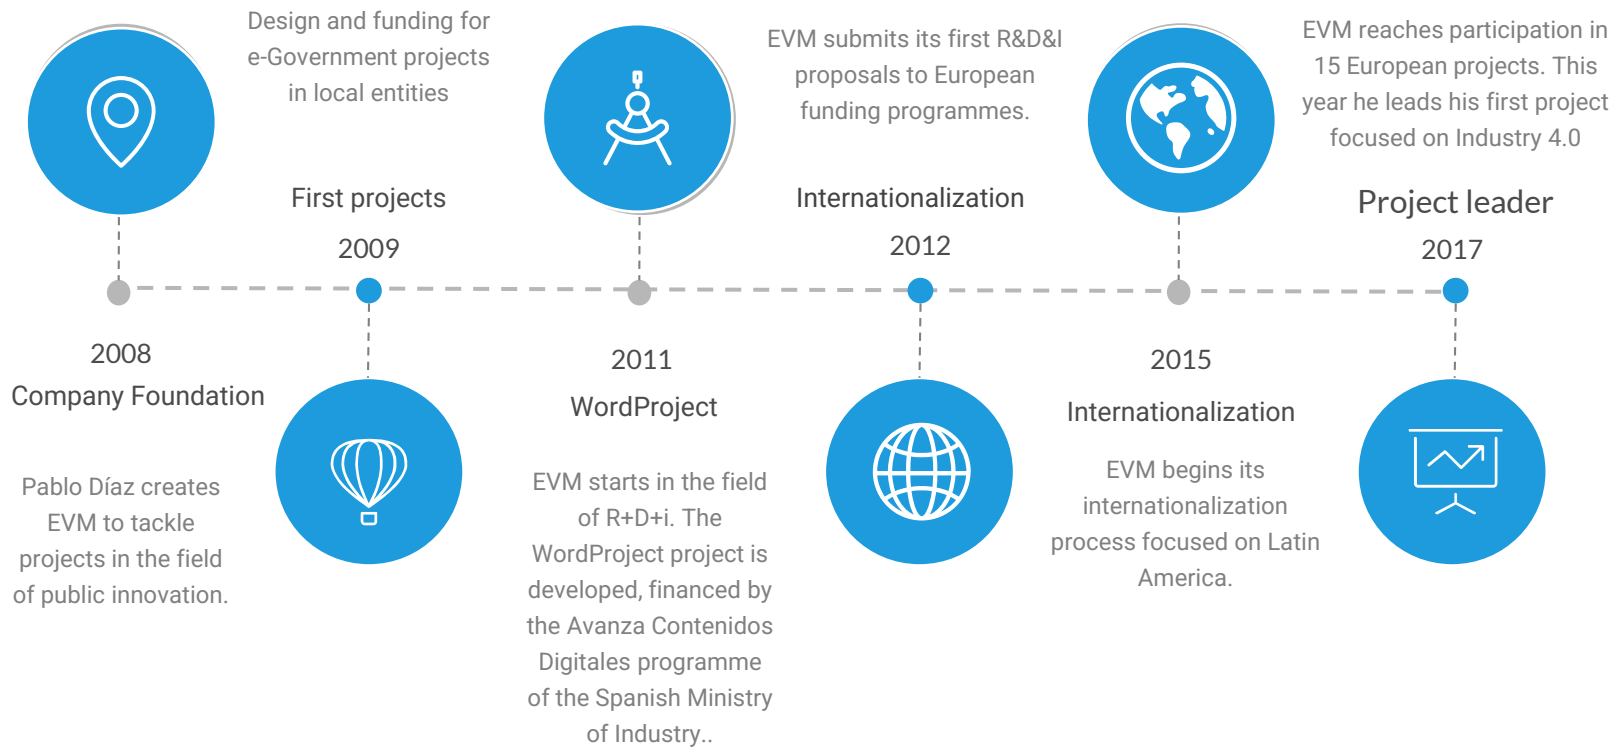 Design and funding for
e-Government projects
in local entities
First projects
2009
2008
Company Foundation
Pablo Díaz creates
EVM to tackle
projects in the field
of public innovation.
2011
WordProject
EVM starts in the field
of R+D+i. The
WordProject project is
developed, financed by
the Avanza Contenidos
Digitales programme
of the Spanish Ministry
of Industry..
EVM submits its first R&D&I
proposals to European
funding programmes.
Internationalization
2012
2015
Internationalization
EVM begins its
internationalization
process focused on Latin
America.
EVM reaches participation in
15 European projects. This
year he leads his first project
focused on Industry 4.0
Project leader
2017